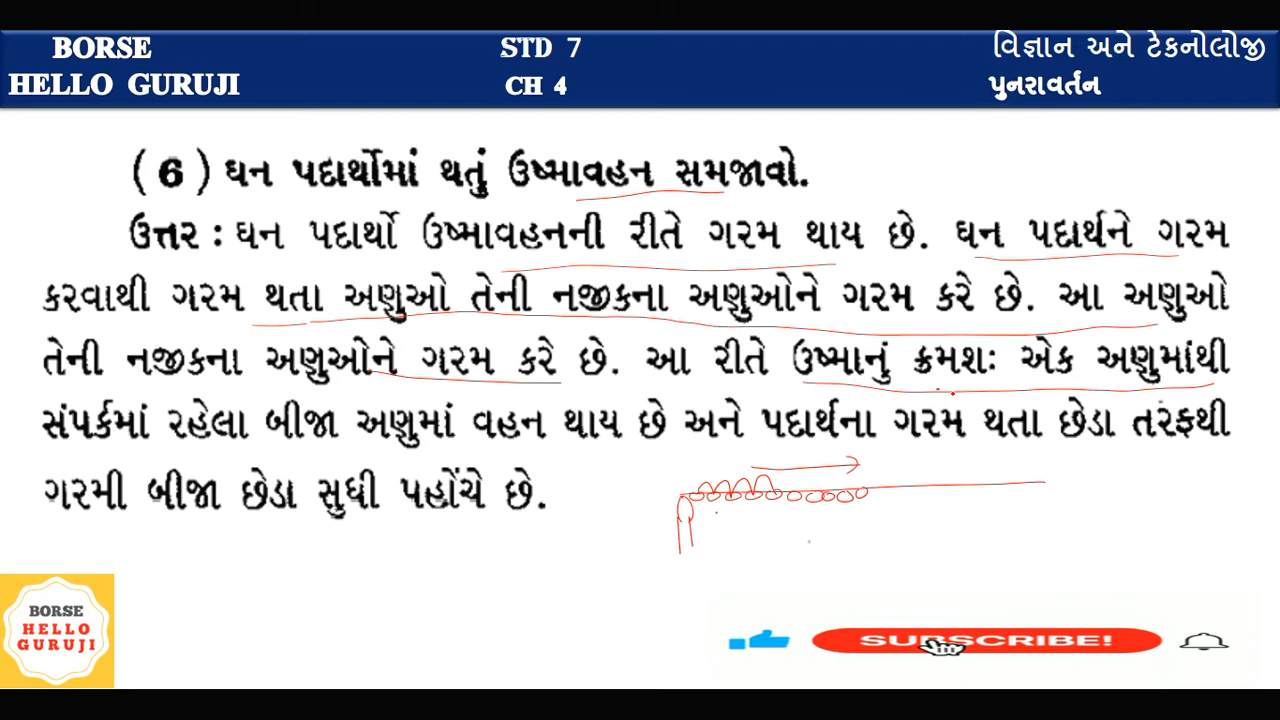 BORSE
HELLO GURUJI
STD 7
CH 4
વિજ્ઞાન અને ટેકનોલોજી
પુનરાવર્તન
(6) ઘન પદાર્થોમાં થતું ઉષ્માવહન સમજાવો.
ઉત્તર : ઘન પદાર્થો ઉષ્માવહનની રીતે ગરમ થાય છે. ઘન પદાર્થને ગરમ
કરવાથી ગરમ થતા અણુઓ તેની નજીકના અણુઓને ગરમ કરે છે. આ અણુઓ
તેની નજીકના અણુઓને ગરમ કરે છે. આ રીતે ઉષ્માનું ક્રમશઃ એક અણુમાંથી
સંપર્કમાં રહેલા બીજા અણુમાં વહન થાય છે અને પદાર્થના ગરમ થતા છેડા તરફથી
ગરમી બીજા છેડા સુધી પહોંચે છે.
BORSE
HELLO
GURUJI
SUBSCRIBE!